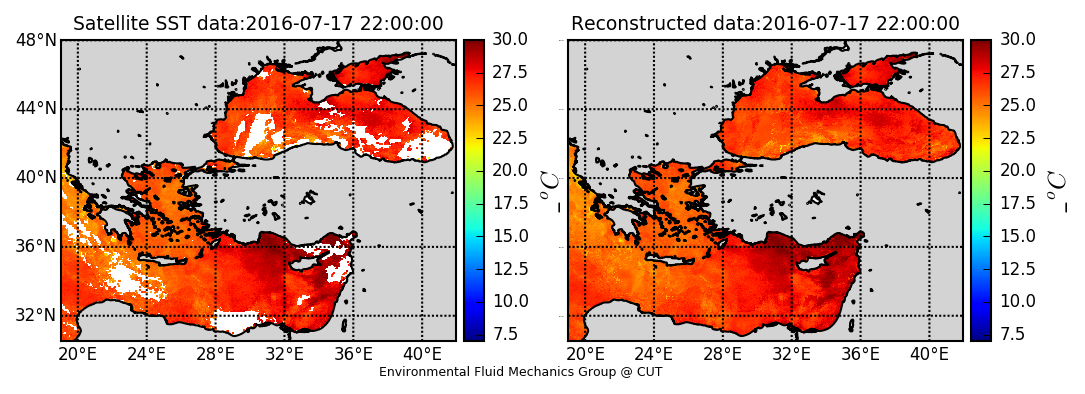 Satellite SST data:2016-07-17 22:00:00
48°N
44°N
40°N
36°N
32°N
20°E 24°E 28°E 32°E 36°E 40°E
30.0
27.5
25.0
22.5
20.0
17.5
15.0
12.5
10.0
7.5
_°C
Reconstructed data:2016-07-17 22:00:00
20°E 24°E 28°E 32°E 36°E 40°E
30.0
27.5
25.0
22.5
20.0
17.5
15.0
12.5
10.0
7.5
_°C
Environmental Fluid Mechanics Group @ CUT